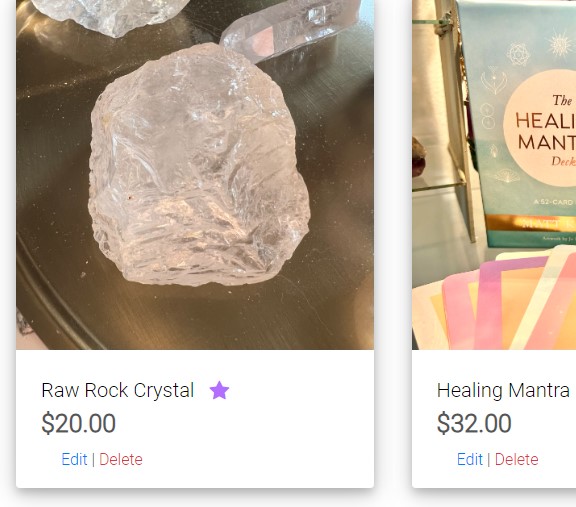 The
HEALI
MANT
Deck
A 52-CARD
Raw Rock Crystal
$20.00
Edit | Delete
Healing Mantra
$32.00
Edit | Delete